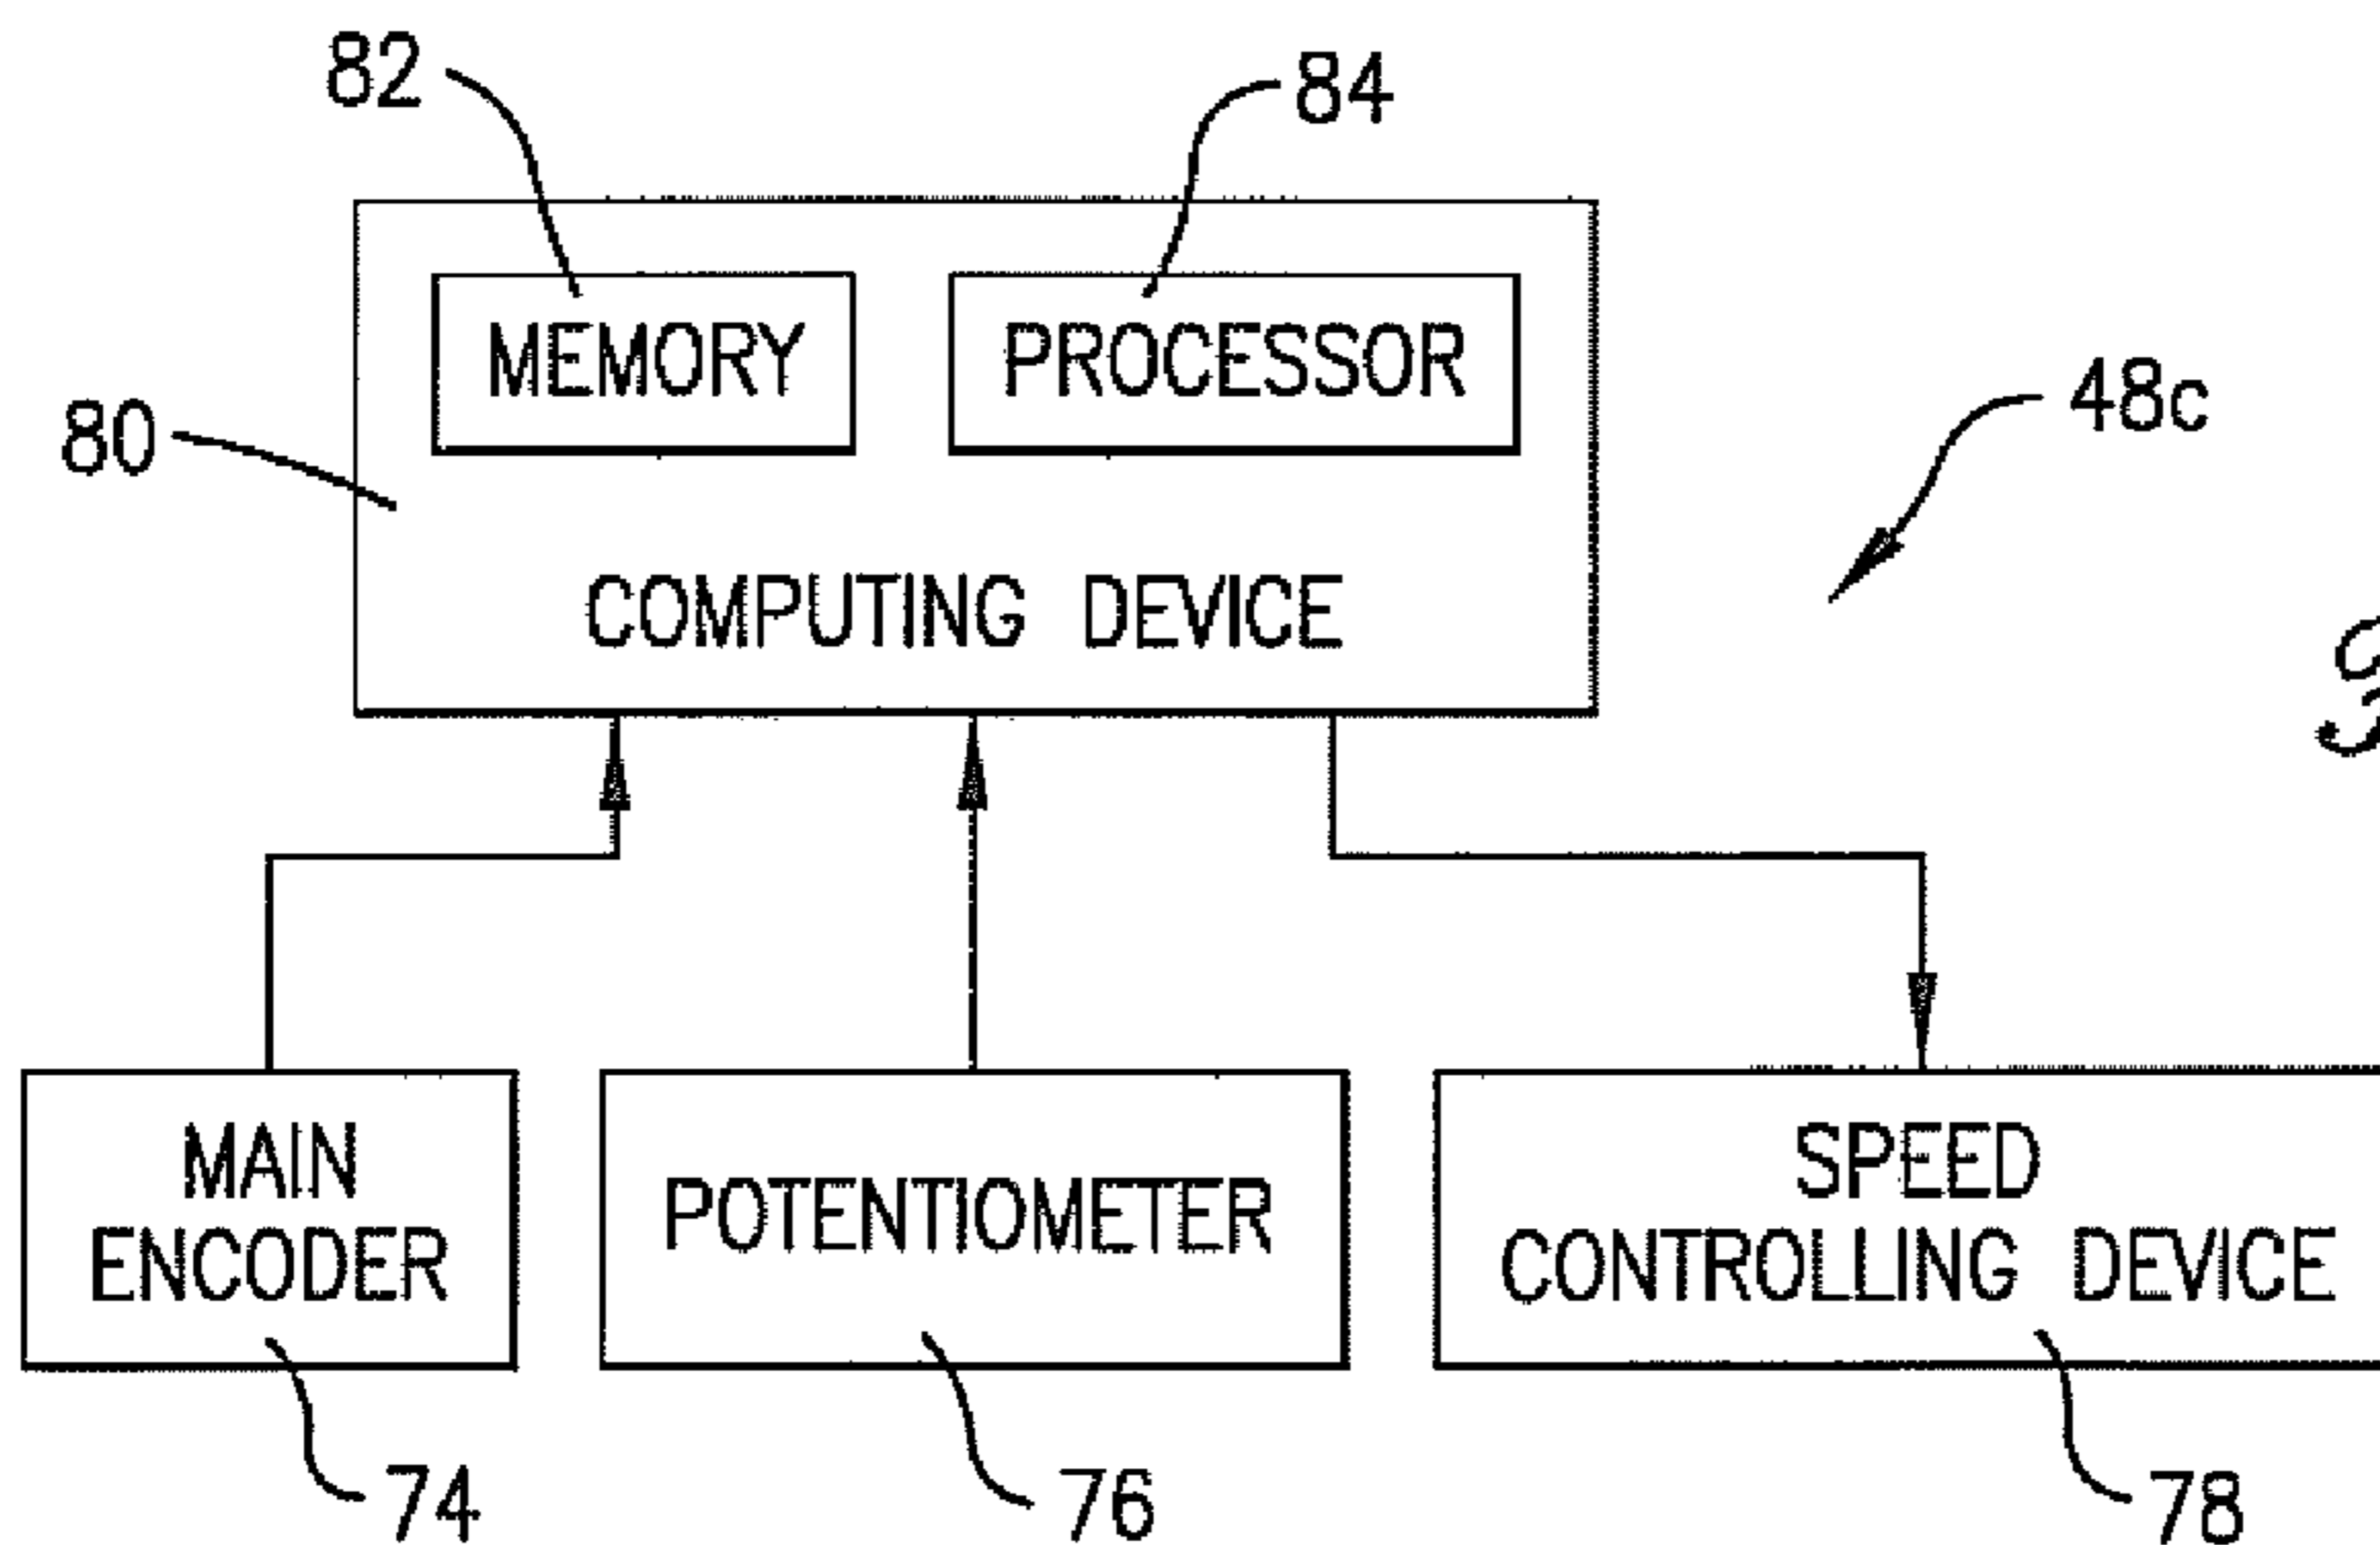 82
84
MEMORY
PROCESSOR
80
48c
COMPUTING DEVICE
MAIN
ENCODER
POTENTIOMETER
SPEED
CONTROLLING DEVICE
74
76
78